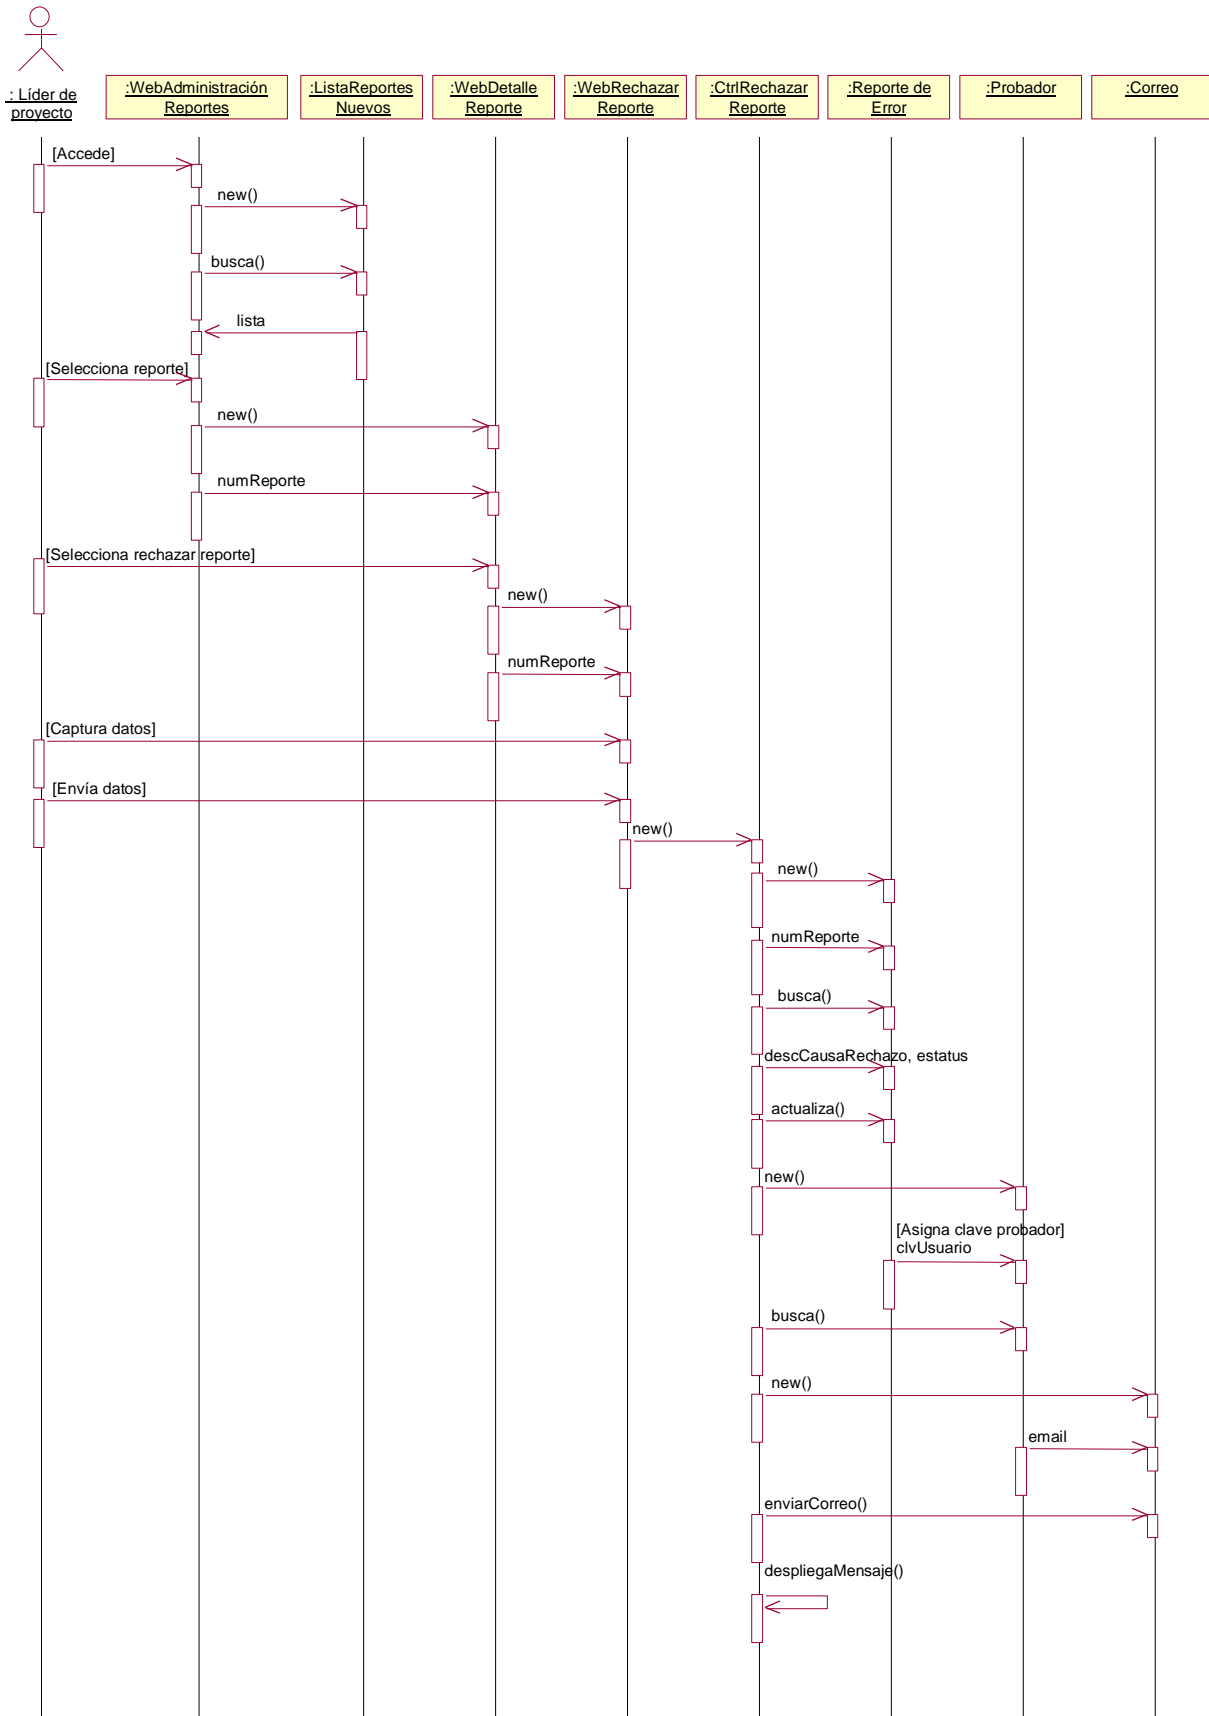 : Líder de
proyecto
:WebAdministración
Reportes
:ListaReportes
Nuevos
:WebDetalle
Reporte
:WebRechazar
Reporte
:CtrlRechazar
Reporte
:Reporte de
Error
:Probador
:Correo
[Accede]
new()
busca()
lista
[Selecciona reporte]
new()
numReporte
[Selecciona rechazar reporte]
new()
numReporte
[Captura datos]
[Envía datos]
new()
new()
numReporte
busca()
descCausaRechazo, estatus
actualiza()
new()
[Asigna clave probador]
clvUsuario
busca()
new()
email
enviarCorreo()
despliegaMensaje()